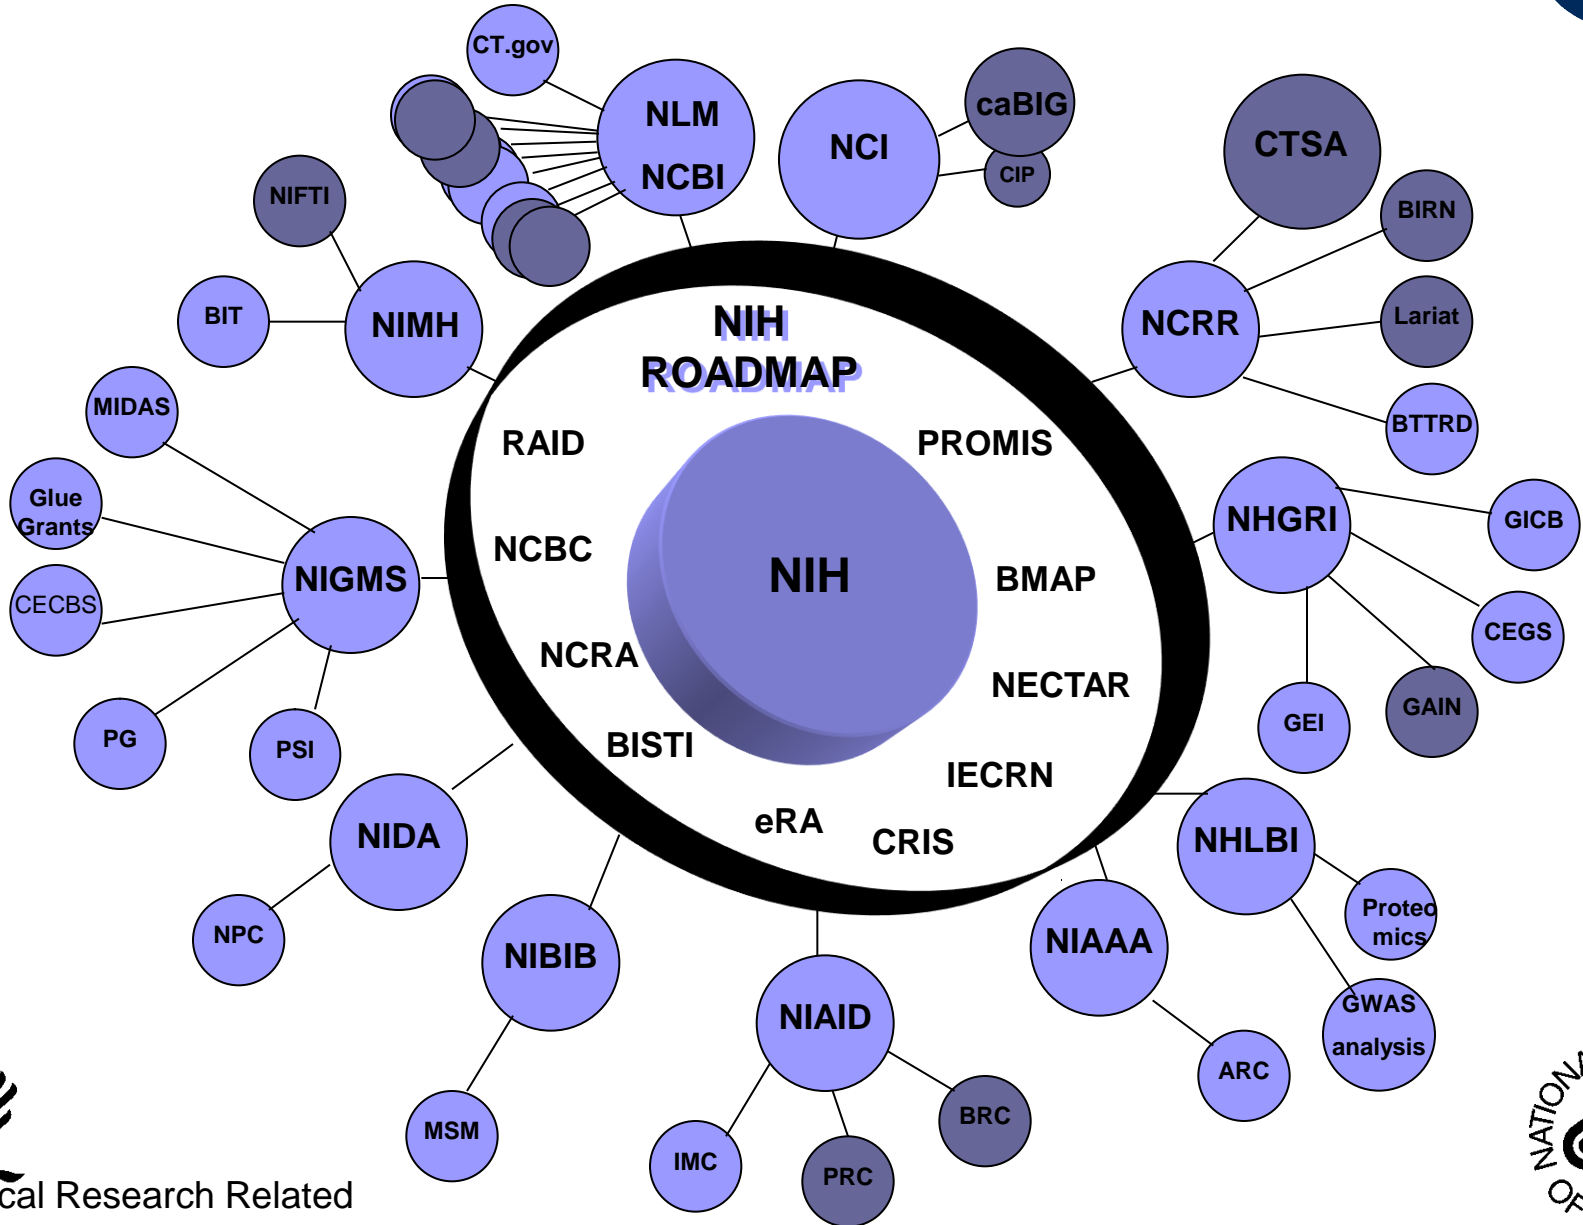 CT.gov
NLM
NCBI
NCI
caBIG
CIP
CTSA
NIFTI
BIRN
BIT
NIMH
NCRR
Lariat
BTTRD
NIH
ROADMAP
MIDAS
RAID
PROMIS
Glue
Grants
NIGMS
NCBC
NIH
BMAP
NHGRI
GICB
CECBS
CEGS
NCRA
NECTAR
GEI
GAIN
PG
PSI
BISTI
IECRN
eRA
CRIS
NIDA
NHLBI
NPC
NIBIB
NIAID
NIAAA
Proteo
mics
GWAS
analysis
ARC
MSM
IMC
PRC
BRC
cal Research Related
NATIONA
OF